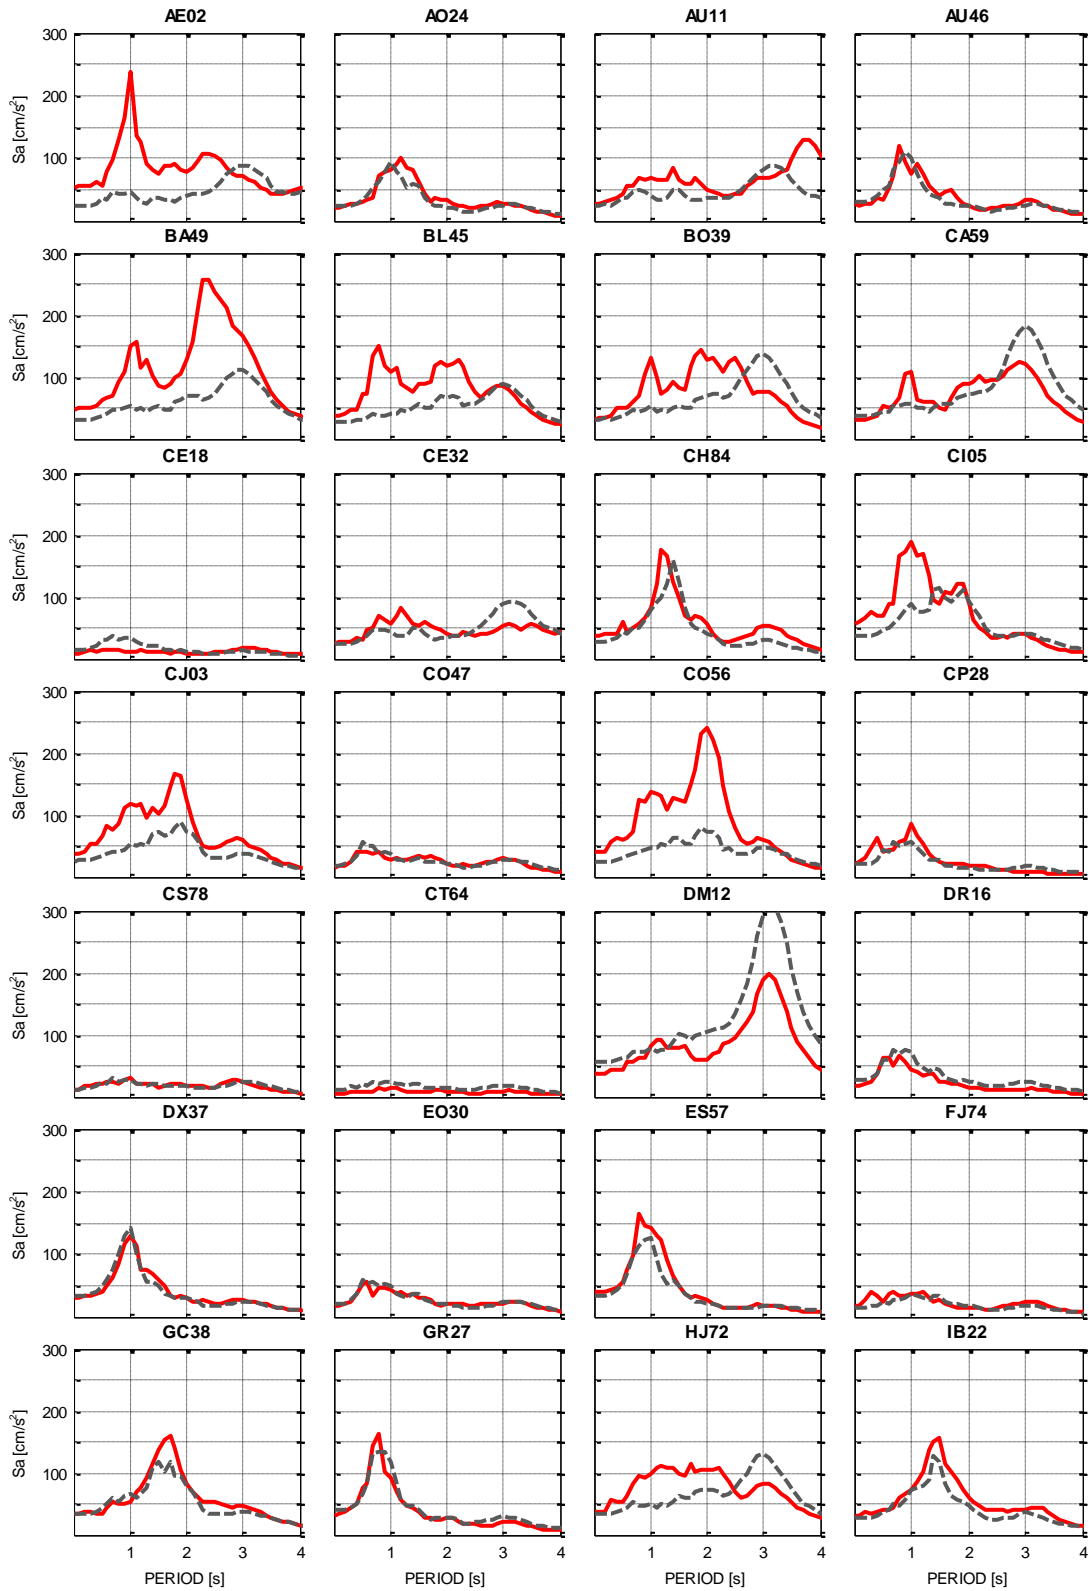 AE02 AO24 AU11 AU46
300
200
100
Sa [cm/s²]
BA49 BL45 BO39 CA59
300
200
100
Sa [cm/s²]
CE18 CE32 CH84 CI05
300
200
100
Sa [cm/s²]
CJ03 CO47 CO56 CP28
300
200
100
Sa [cm/s²]
CS78 CT64 DM12 DR16
300
200
100
Sa [cm/s²]
DX37 EO30 ES57 FJ74
300
200
100
Sa [cm/s²]
GC38 GR27 HJ72 IB22
300
200
100
Sa [cm/s²]
1 2 3 4 1 2 3 4 1 2 3 4 1 2 3 4
PERIOD [s] PERIOD [s] PERIOD [s] PERIOD [s]